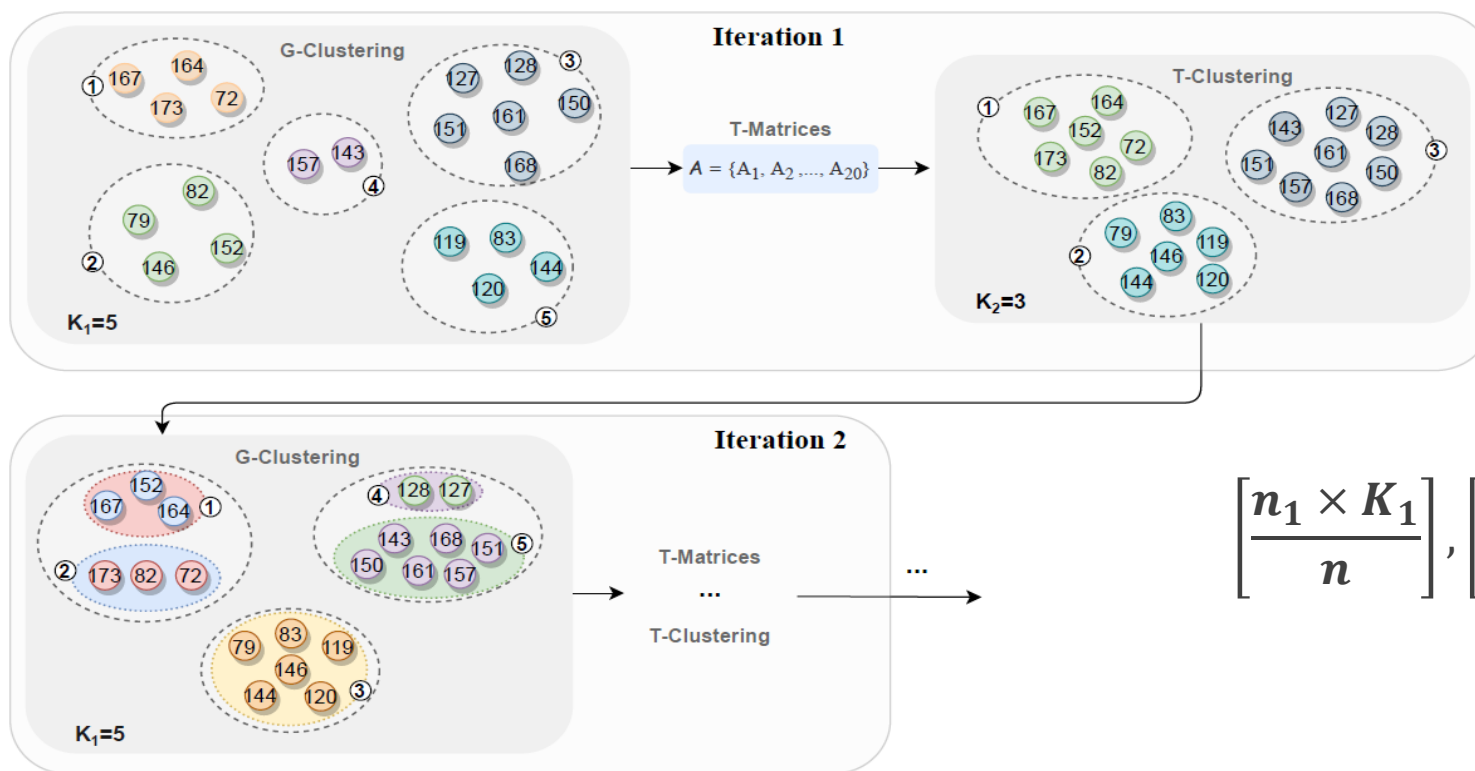 Iteration 1
G-Clustering
① 167 164 173 72
③ 127 128 150 161 151 168
④ 157 143
② 82 79 152 146
⑤ 119 83 144 120
K₁=5
T-Matrices
A = {A₁, A₂ ,..., A₂₀}
T-Clustering
① 167 164 152 72 173 82
③ 127 143 128 161 151 150 157 168
② 83 79 119 146 144 120
K₂=3
Iteration 2
G-Clustering
152 167 164 ①
② 173 82 72
④ 128 127
143 168 151 ⑤ 150 161 157
83 79 119 146 144 120 ③
K₁=5
T-Matrices
...
T-Clustering
...
[n₁ × K₁ / n] , [